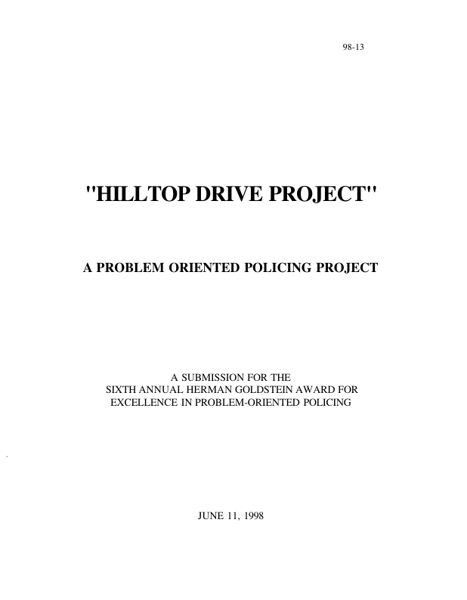 98-13
"HILLTOP DRIVE PROJECT"
A PROBLEM ORIENTED POLICING PROJECT
A SUBMISSION FOR THE
SIXTH ANNUAL HERMAN GOLDSTEIN AWARD FOR
EXCELLENCE IN PROBLEM-ORIENTED POLICING
JUNE 11, 1998